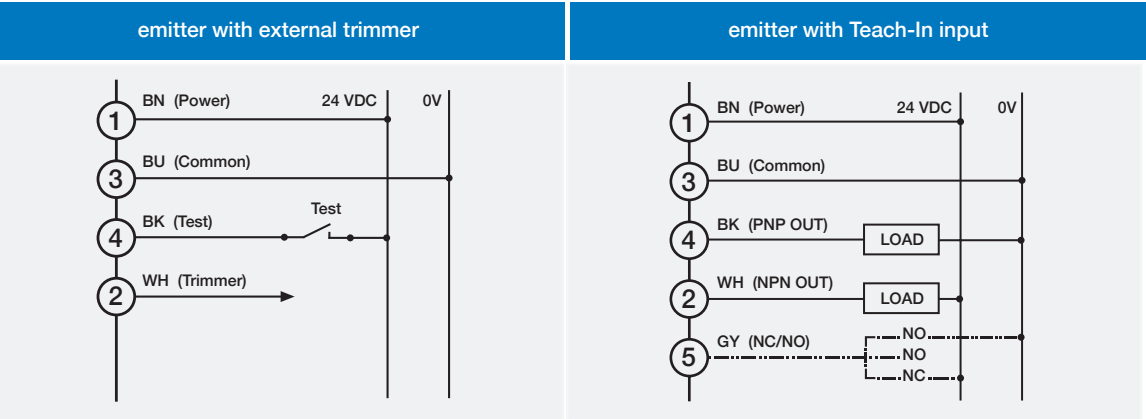 emitter with external trimmer
emitter with Teach-In input
BN (Power) 24 VDC 0V
1
BU (Common)
3
Test
BK (Test)
4
WH (Trimmer)
2
BN (Power) 24 VDC 0V
1
BU (Common)
3
BK (PNP OUT)
4 LOAD
WH (NPN OUT)
2 LOAD
NO
GY (NC/NO)
5 NO
NC